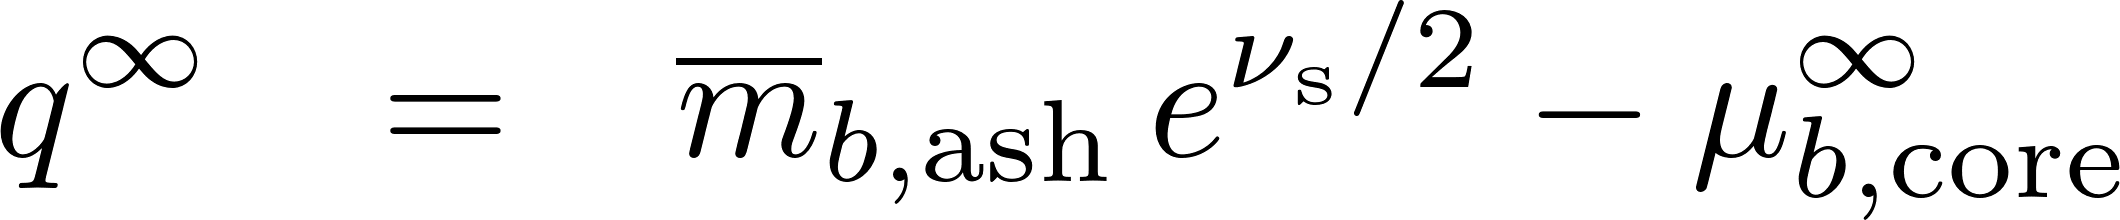 q^∞ = \overline{m}_{b,ash} e^{ν_s/2} − μ^∞_{b,core}